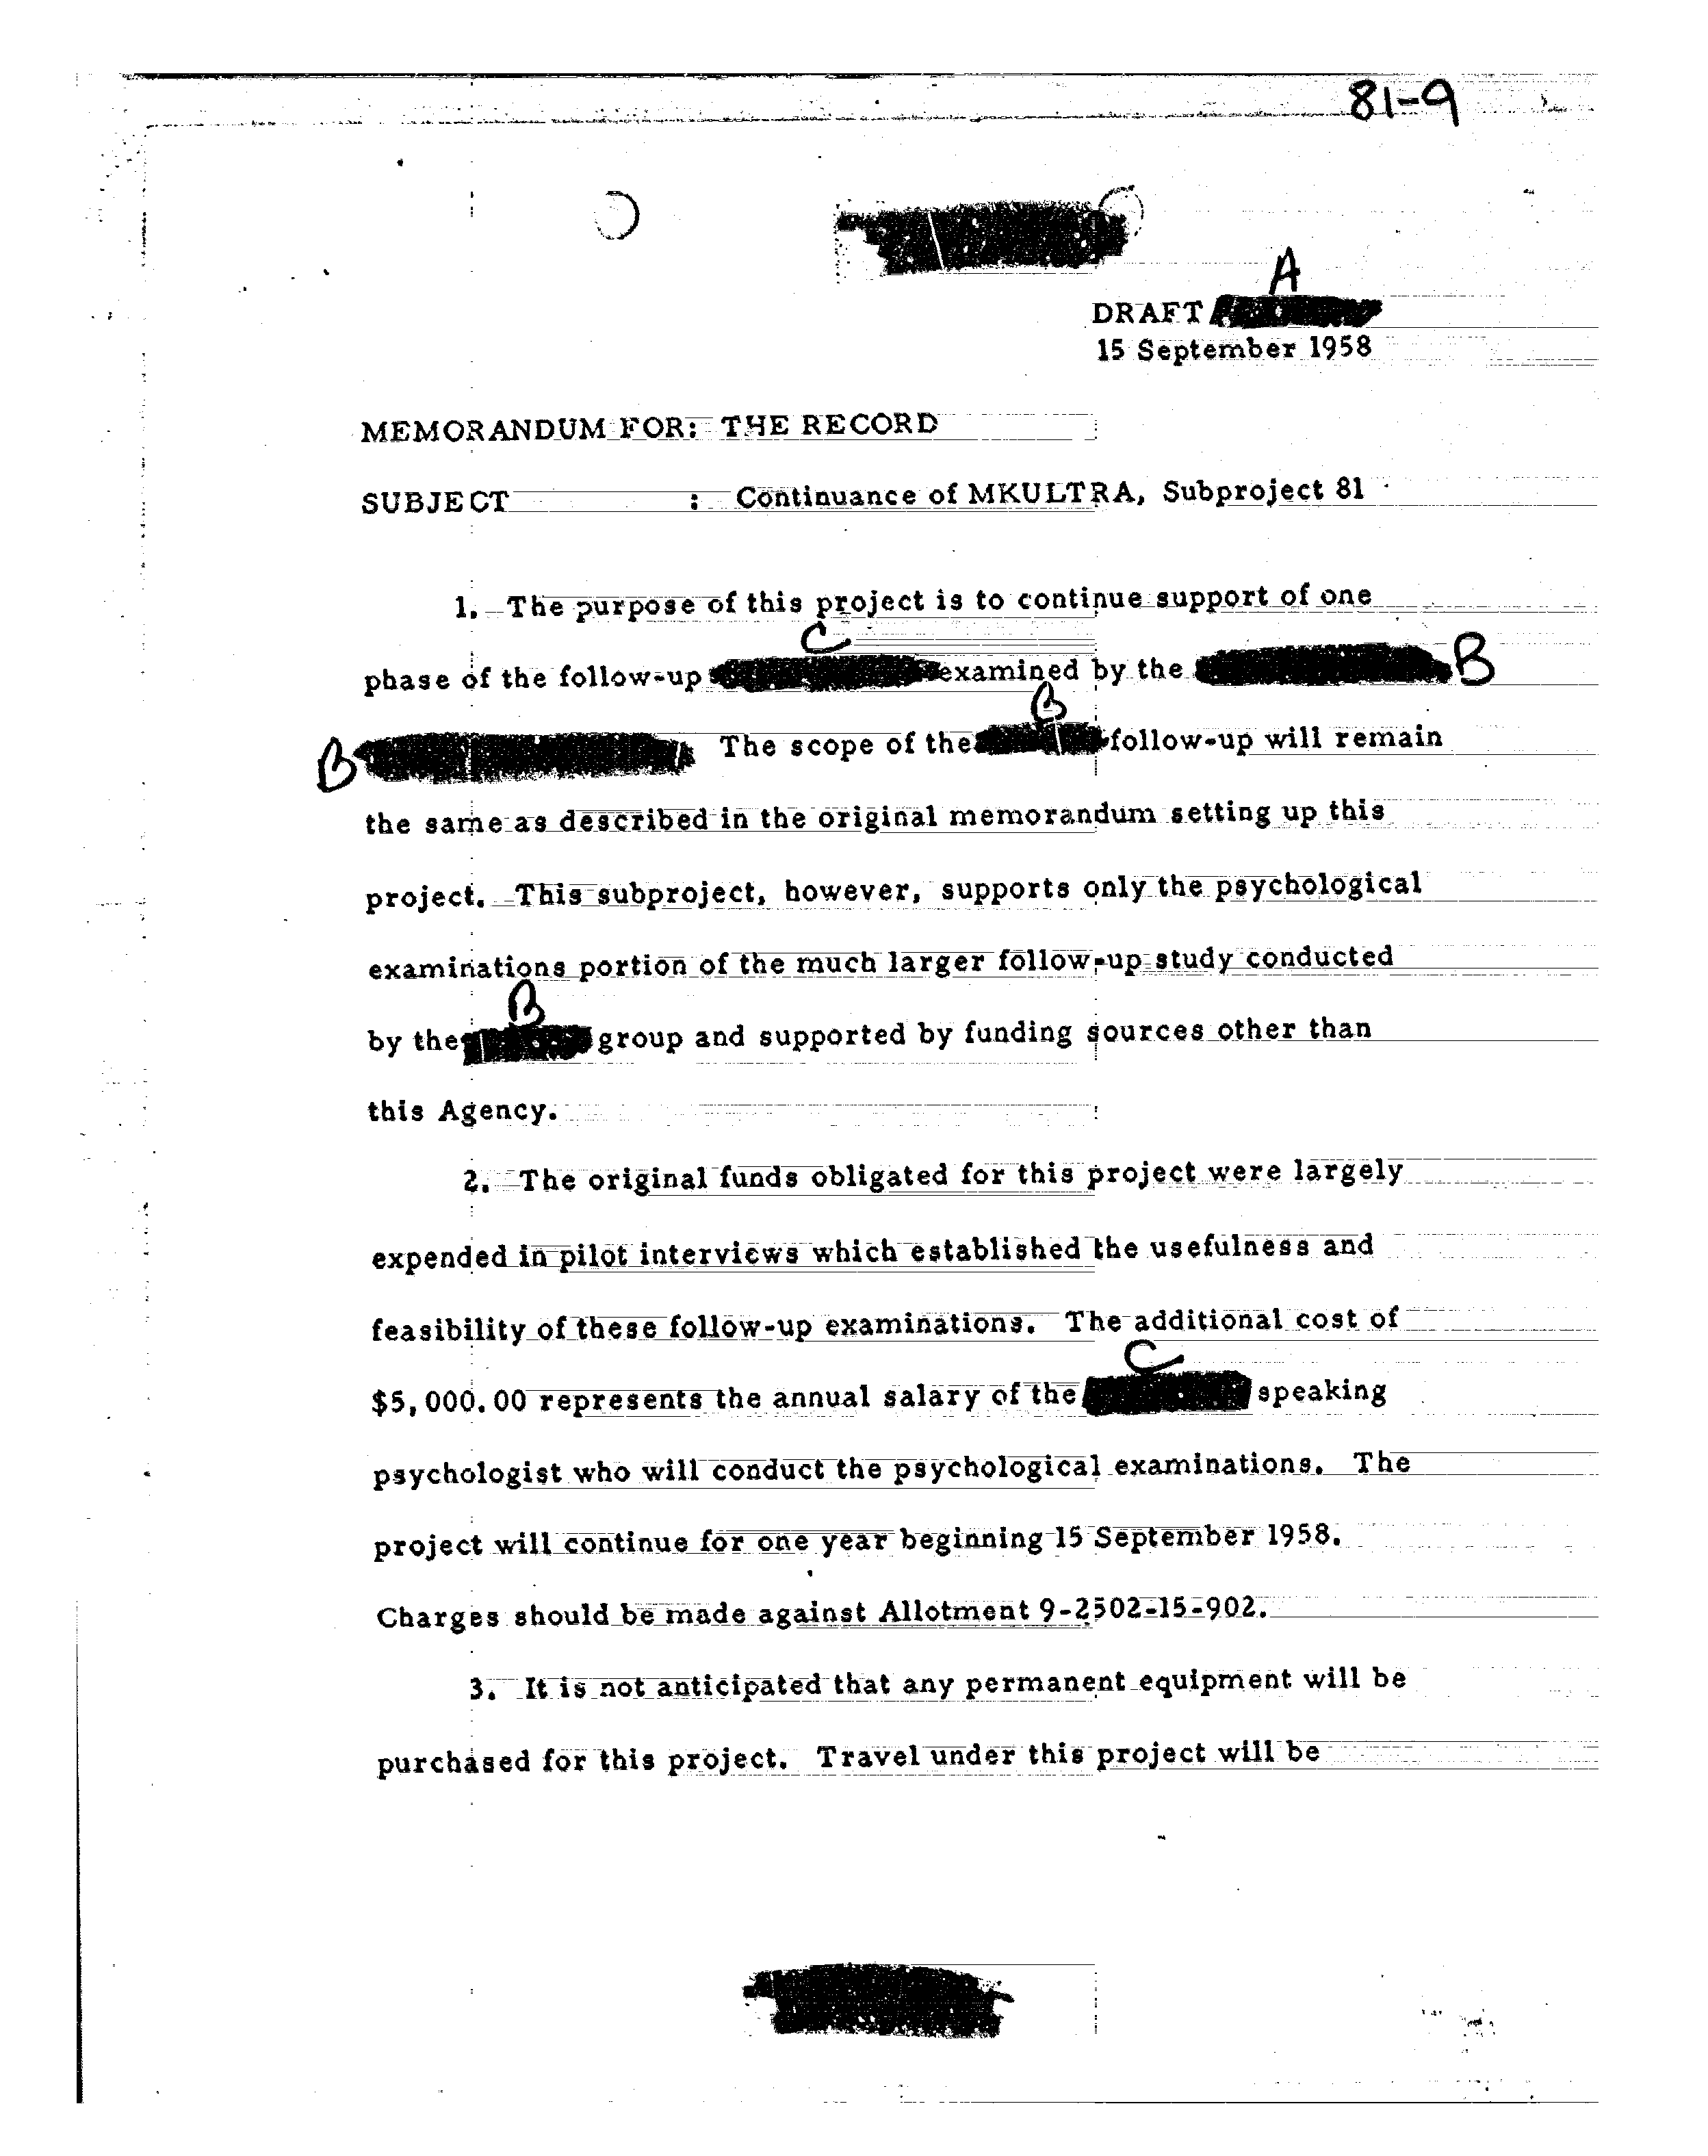 81-9
A
DRAFT
15 September 1958
MEMORANDUM FOR: THE RECORD
SUBJECT : Continuance of MKULTRA, Subproject 81
1. The purpose of this project is to continue support of one
C
phase of the follow-up examined by the B
B
B The scope of the follow-up will remain
the same as described in the original memorandum setting up this
project. This subproject, however, supports only the psychological
examinations portion of the much larger follow-up study conducted
B
by the group and supported by funding sources other than
this Agency.
2. The original funds obligated for this project were largely
expended in pilot interviews which established the usefulness and
feasibility of these follow-up examinations. The additional cost of
C
$5,000.00 represents the annual salary of the speaking
psychologist who will conduct the psychological examinations. The
project will continue for one year beginning 15 September 1958.
Charges should be made against Allotment 9-2502-15-902.
3. It is not anticipated that any permanent equipment will be
purchased for this project. Travel under this project will be